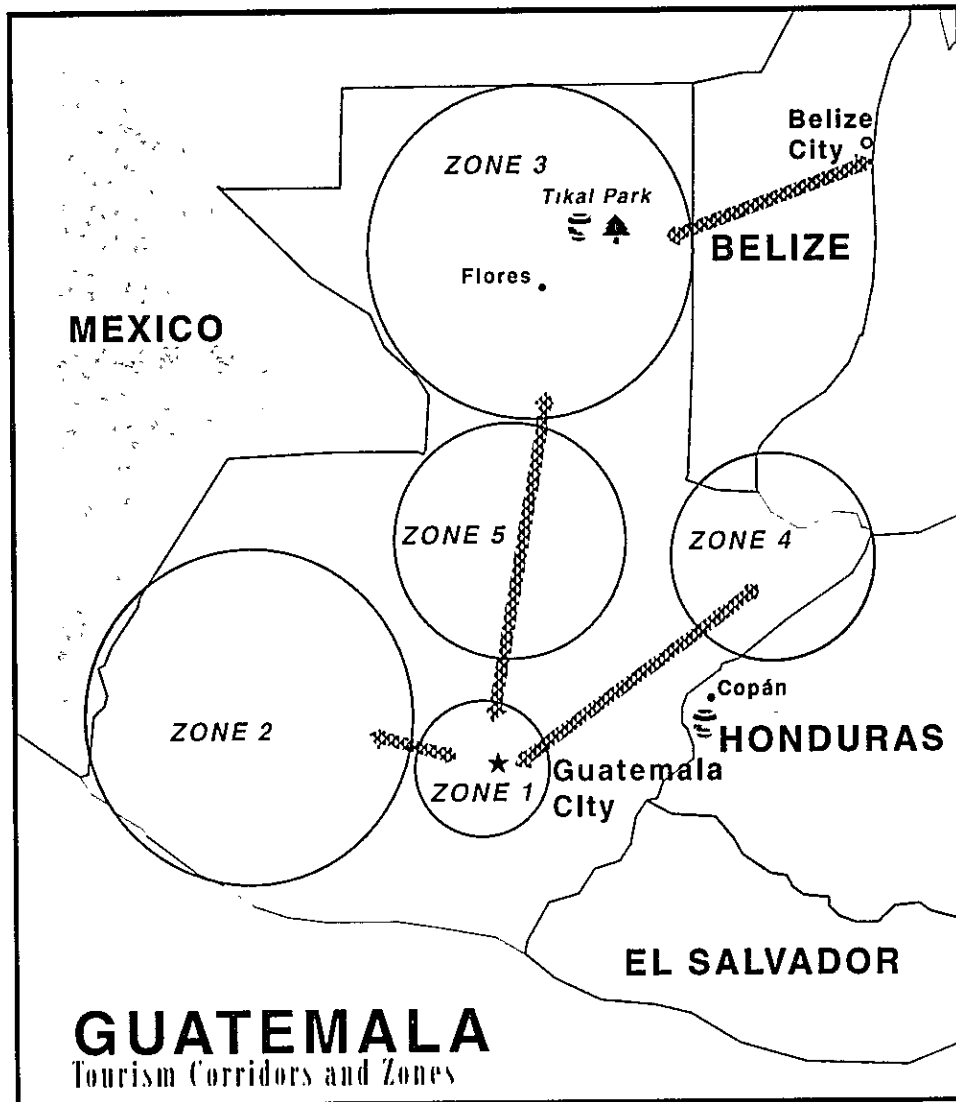 Belize
City
ZONE 3
Tikal Park
BELIZE
Flores
MEXICO
ZONE 5
ZONE 4
Copán
ZONE 2
HONDURAS
Guatemala
CIty
ZONE 1
EL SALVADOR
GUATEMALA
Tourism Corridors and Zones